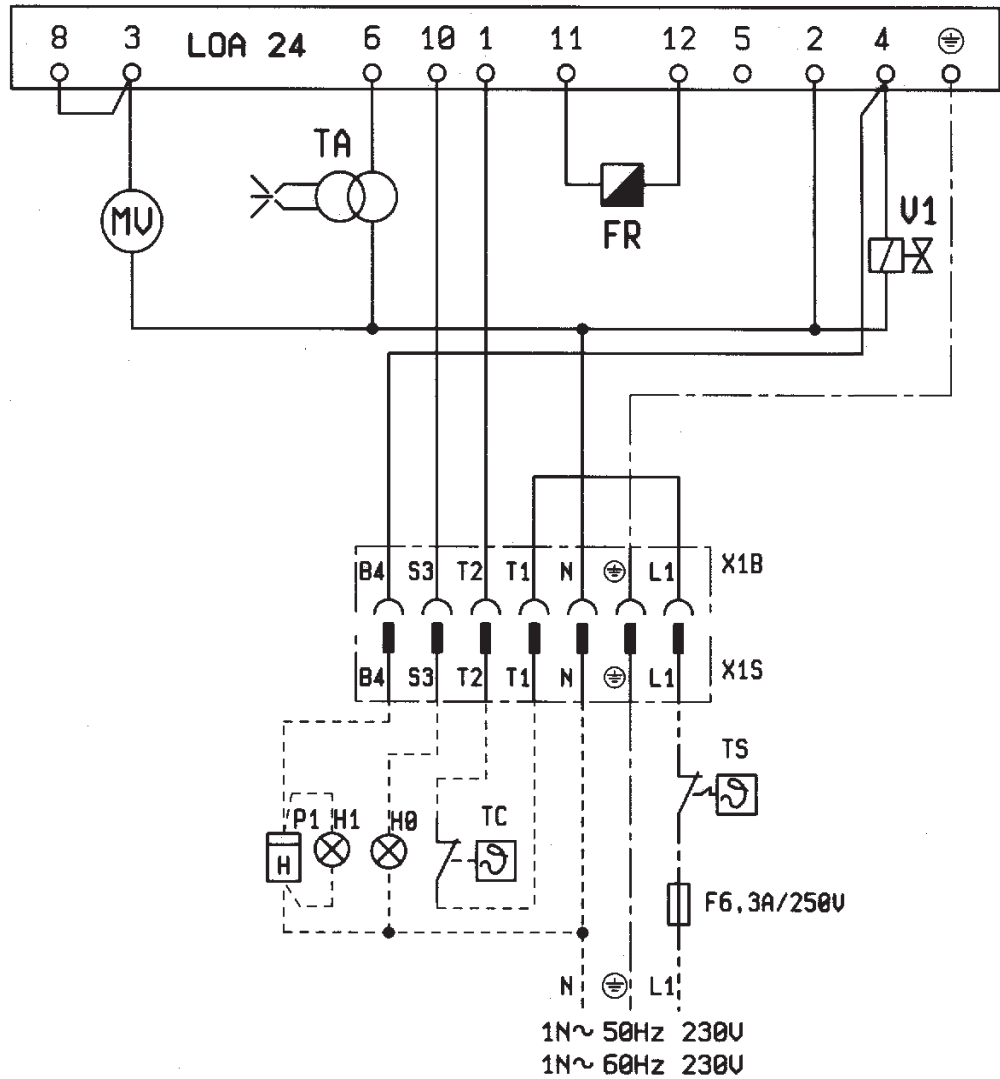 8 3 LOA 24 6 10 1 11 12 5 2 4
TA
MV
FR
V1
B4 S3 T2 T1 N L1 X1B
B4 S3 T2 T1 N L1 X1S
TS
P1 H1 H0 TC
H
F6,3A/250V
N L1
1N~ 50Hz 230V
1N~ 60Hz 230V